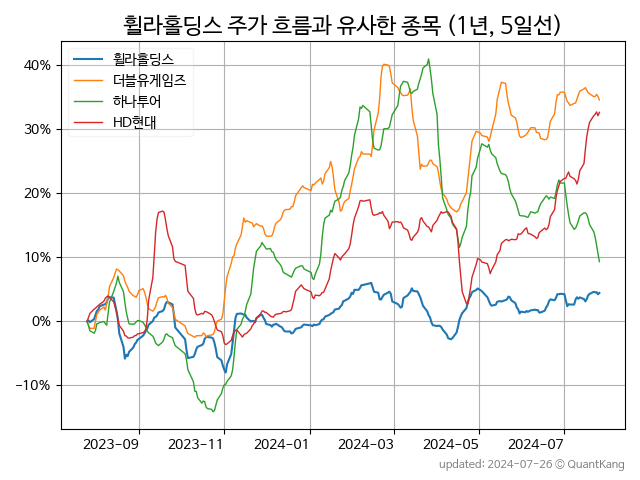 휠라홀딩스 주가 흐름과 유사한 종목 (1년, 5일선)
휠라홀딩스
더블유게임즈
하나투어
HD현대
40%
30%
20%
10%
0%
−10%
2023-09
2023-11
2024-01
2024-03
2024-05
2024-07
updated: 2024-07-26 © QuantKang